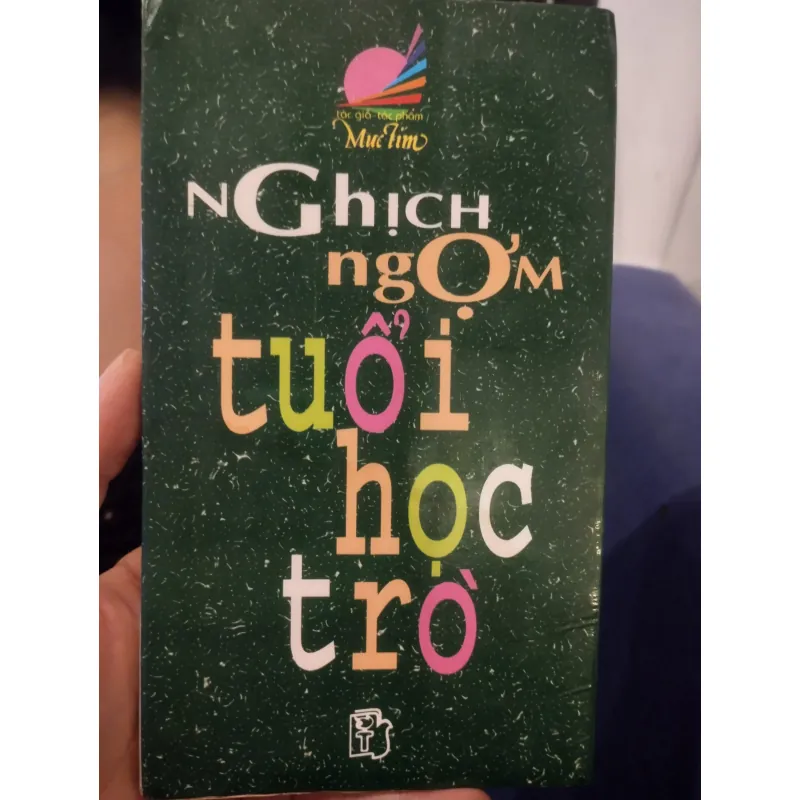 tác giả - tác phẩm
Mực Tím
NGhỊCH
ngỢM
tuổi
học
trò
T